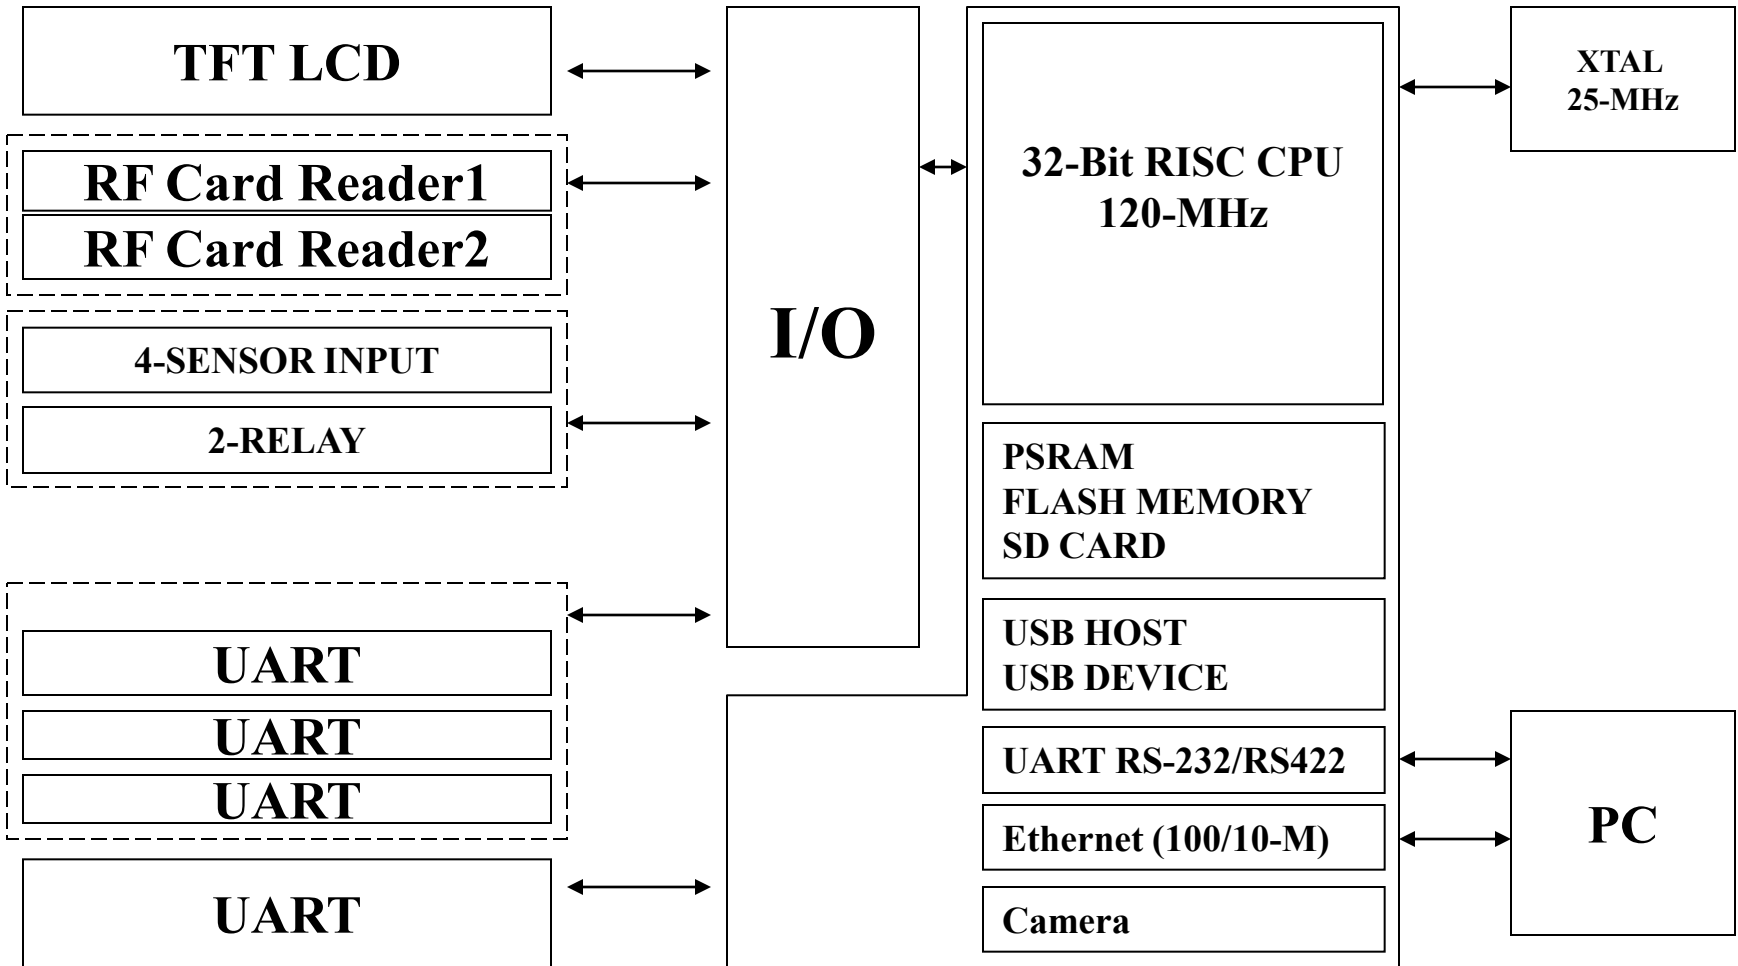 TFT LCD
RF Card Reader1
RF Card Reader2
4-SENSOR INPUT
2-RELAY
UART
UART
UART
UART
I/O
32-Bit RISC CPU
120-MHz
PSRAM
FLASH MEMORY
SD CARD
USB HOST
USB DEVICE
UART RS-232/RS422
Ethernet (100/10-M)
Camera
XTAL
25-MHz
PC